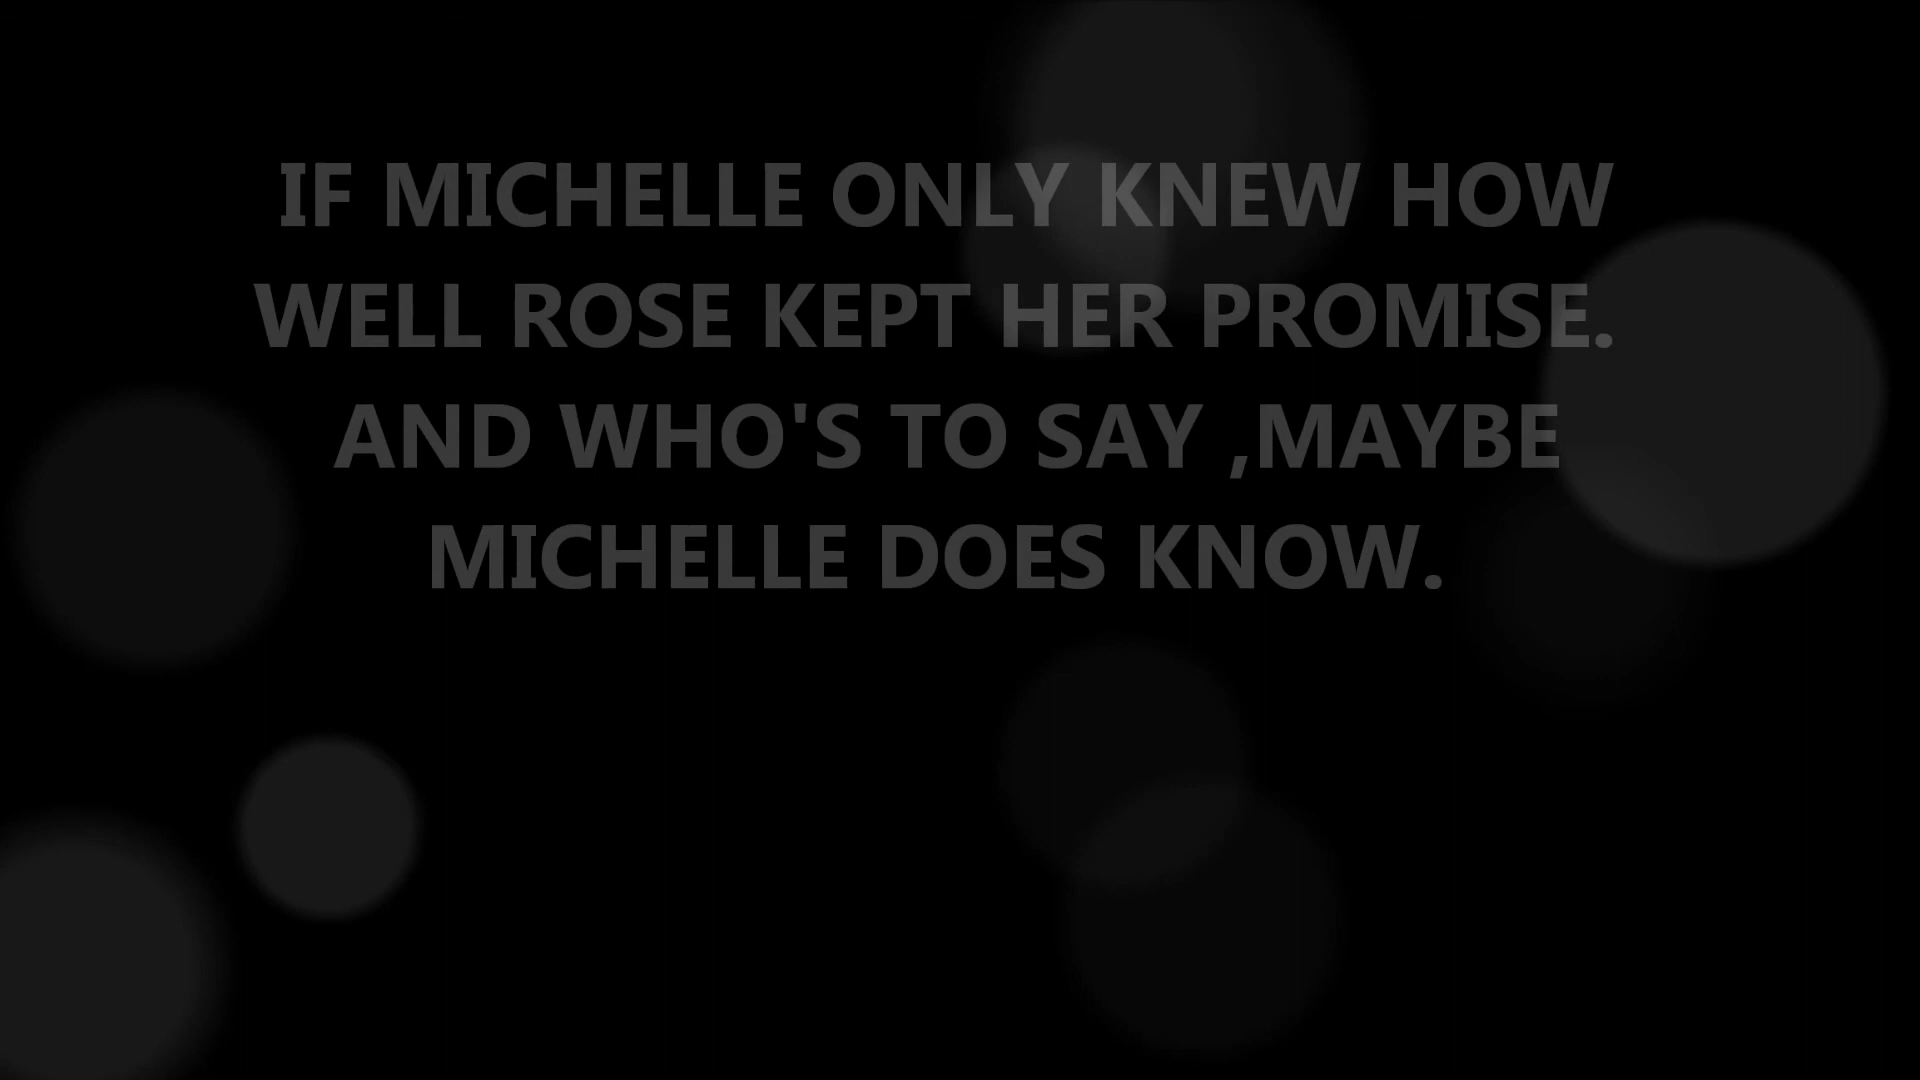 IF MICHELLE ONLY KNEW HOW
WELL ROSE KEPT HER PROMISE.
AND WHO'S TO SAY ,MAYBE
MICHELLE DOES KNOW.